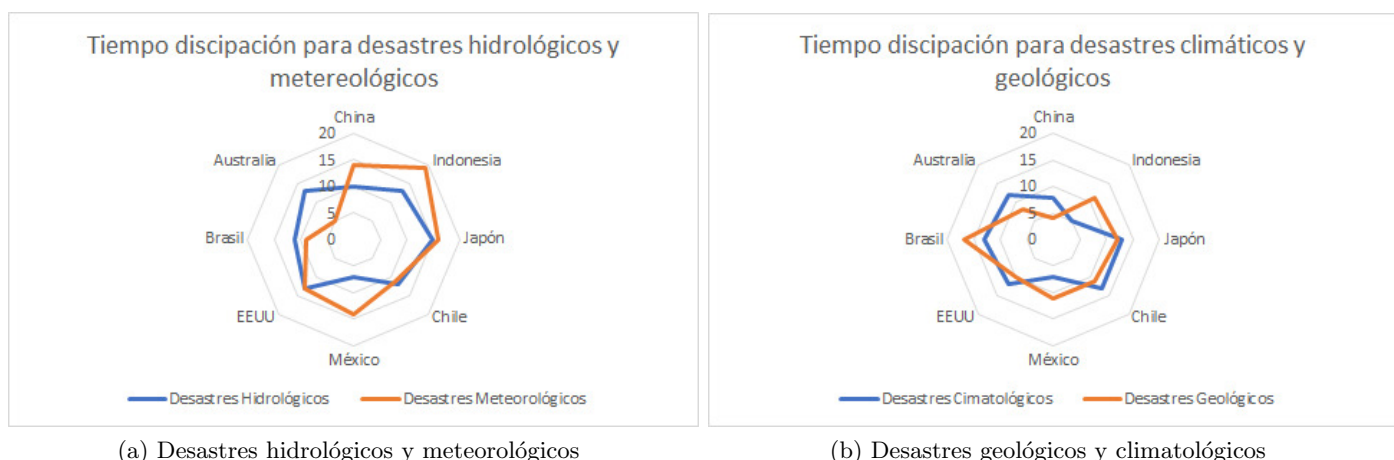 Tiempo discipación para desastres hidrológicos y
metereológicos
China
20
15
10
5
0
Australia
Indonesia
Brasil
Japón
EEUU
Chile
México
Desastres Hidrológicos
Desastres Meteorológicos
(a) Desastres hidrológicos y meteorológicos
Tiempo discipación para desastres climáticos y
geológicos
China
20
15
10
5
0
Australia
Indonesia
Brasil
Japón
EEUU
Chile
México
Desastres Cimatológicos
Desastres Geológicos
(b) Desastres geológicos y climatológicos